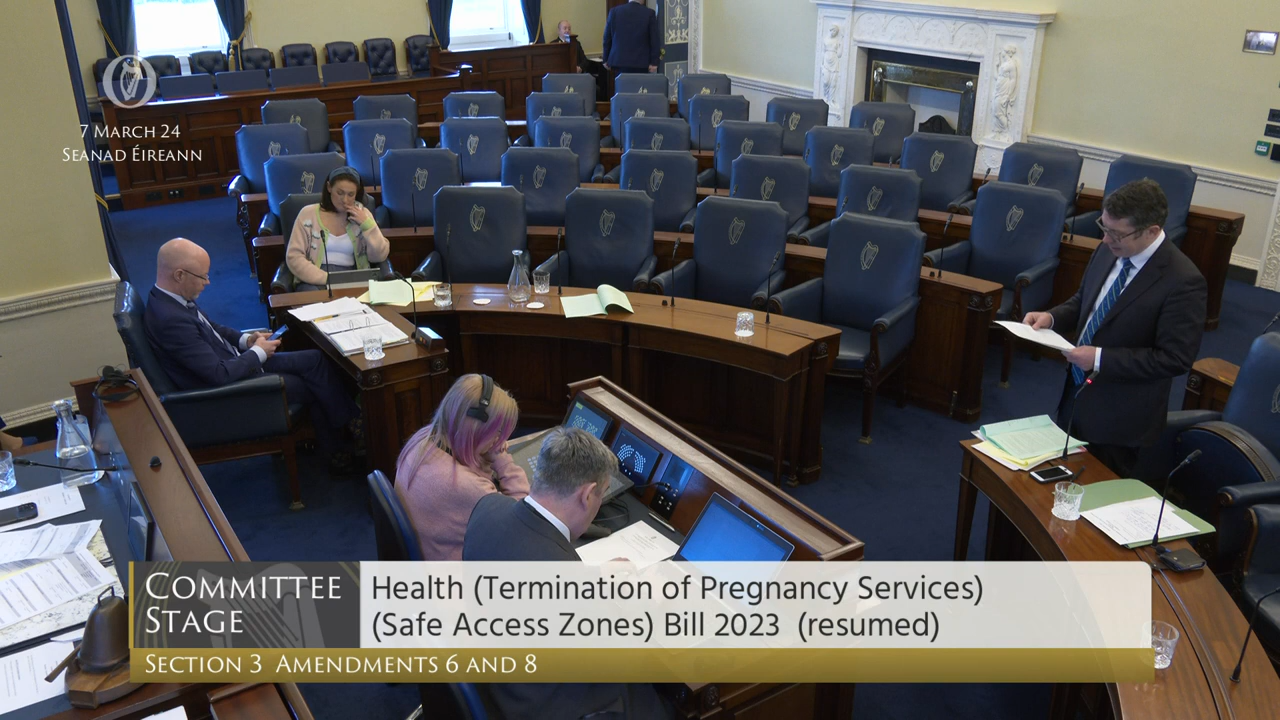 7 March 24
Seanad Éireann
Committee
Stage
Health (Termination of Pregnancy Services)
(Safe Access Zones) Bill 2023 (resumed)
Section 3 Amendments 6 and 8